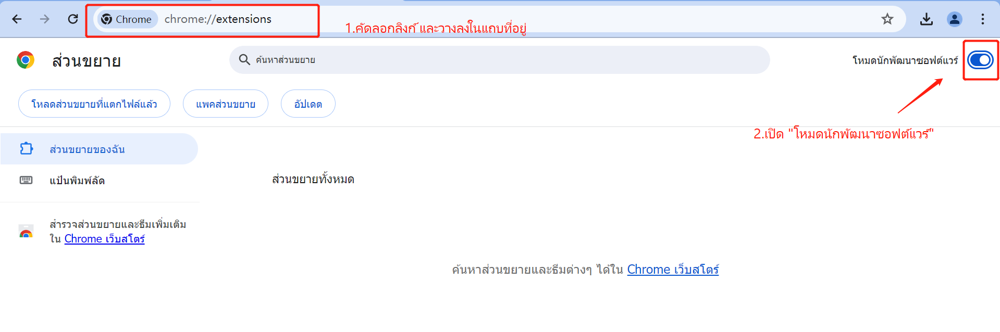 Chrome chrome://extensions
1.คัดลอกลิงก์ และวางลงในแถบที่อยู่
ส่วนขยาย
ค้นหาส่วนขยาย
โหมดนักพัฒนาซอฟต์แวร์
โหลดส่วนขยายที่แตกไฟล์แล้ว
แพคส่วนขยาย
อัปเดต
2.เปิด "โหมดนักพัฒนาซอฟต์แวร์"
ส่วนขยายของฉัน
แป้นพิมพ์ลัด
ส่วนขยายทั้งหมด
สำรวจส่วนขยายและธีมเพิ่มเติม
ใน Chrome เว็บสโตร์
ค้นหาส่วนขยายและธีมต่างๆ ได้ใน Chrome เว็บสโตร์